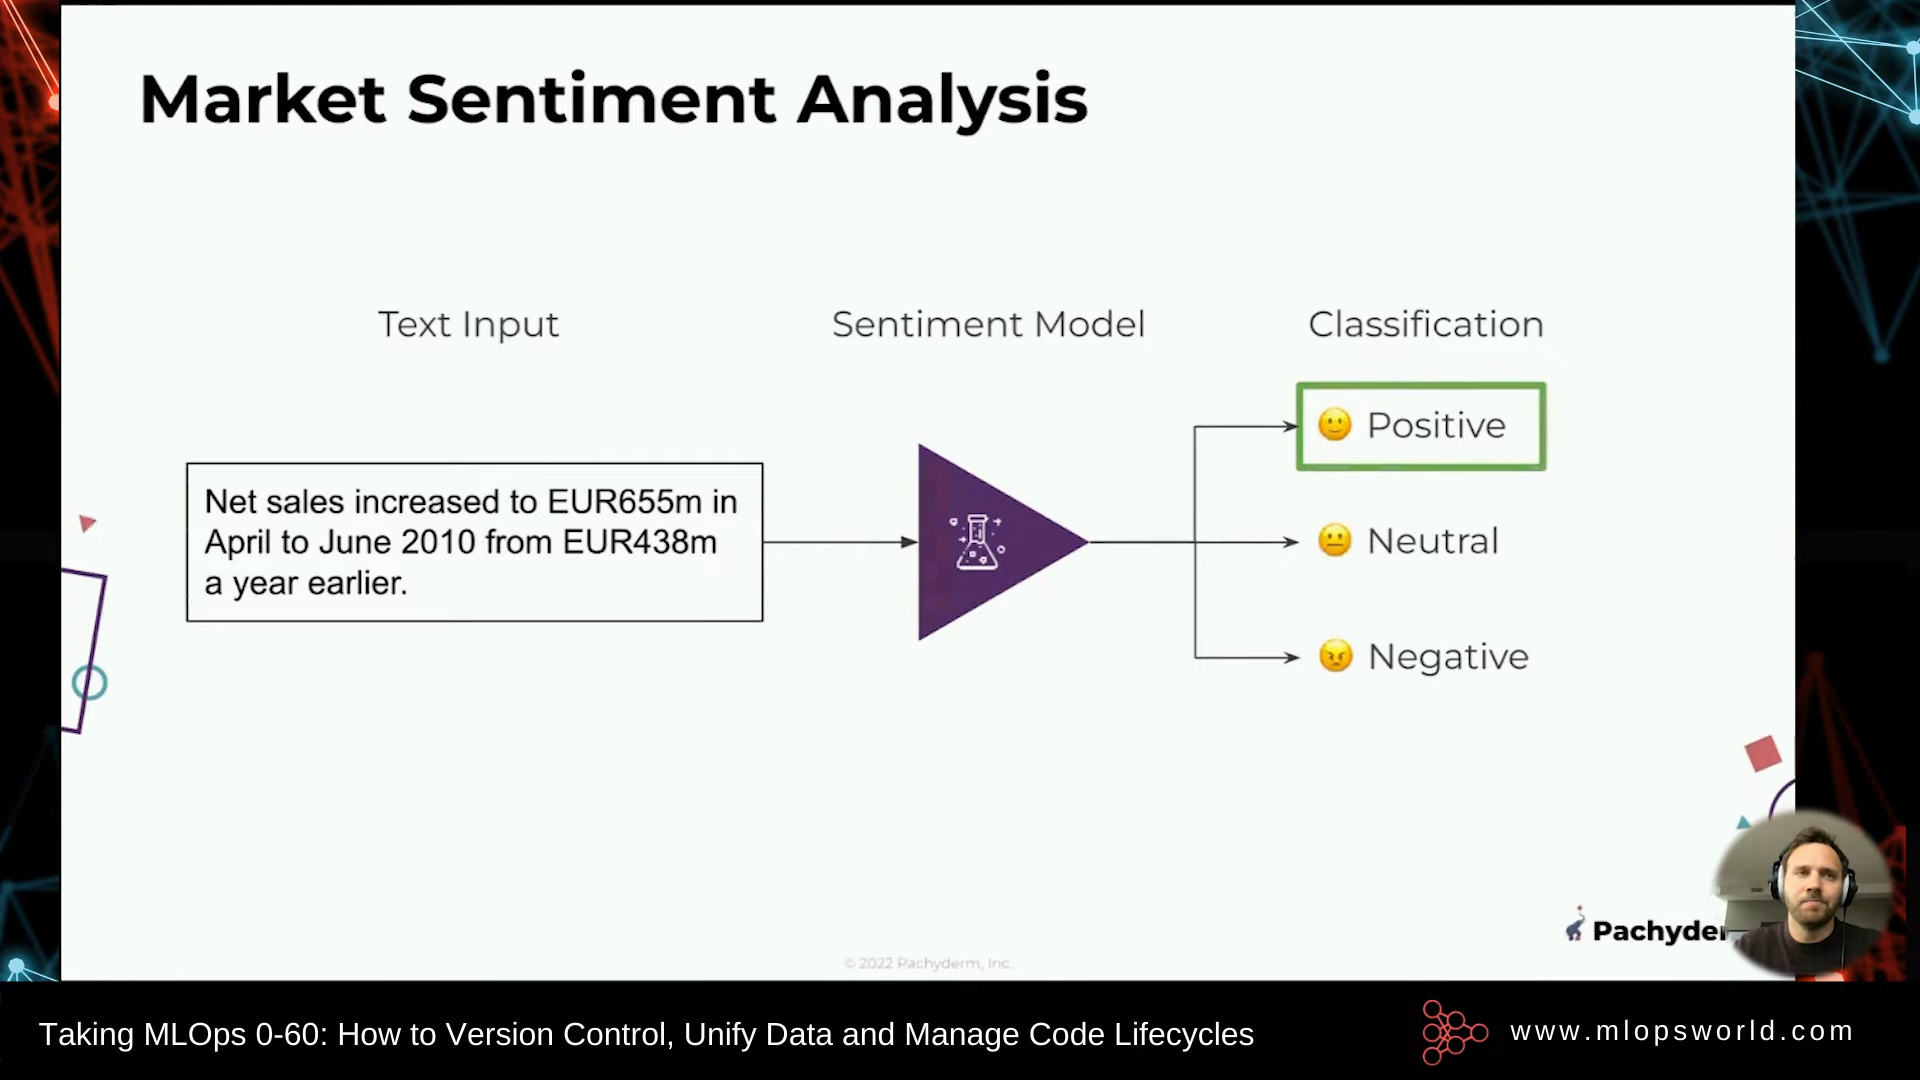 Market Sentiment Analysis
Text Input
Sentiment Model
Classification
Net sales increased to EUR655m in
April to June 2010 from EUR438m
a year earlier.
Positive
Neutral
Negative
Pachyder
© 2022 Pachyderm, Inc.
Taking MLOps 0-60: How to Version Control, Unify Data and Manage Code Lifecycles
www.mlopsworld.com